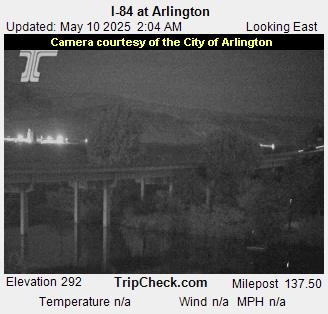 I-84 at Arlington
Updated: May 10 2025 2:04 AM Looking East
Camera courtesy of the City of Arlington
Elevation 292 TripCheck.com Milepost 137.50
Temperature n/a Wind n/a MPH n/a